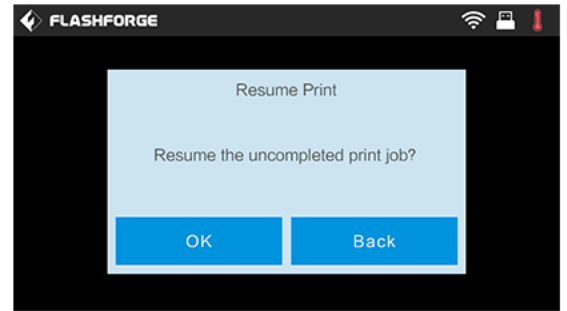 FLASHFORGE
Resume Print
Resume the uncompleted print job?
OK
Back